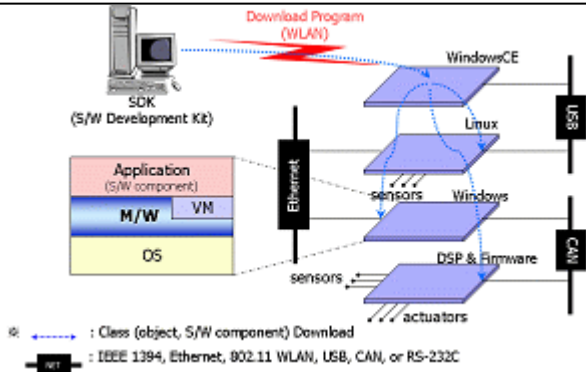 Download Program
(WLAN)
WindowsCE
SDK
(S/W Development Kit)
USB
Linux
Ethernet
Application
(S/W component)
sensors
Windows
M/W
VM
CAN
OS
DSP & Firmware
sensors
actuators
※ : Class (object, S/W component) Download
NET : IEEE 1394, Ethernet, 802.11 WLAN, USB, CAN, or RS-232C